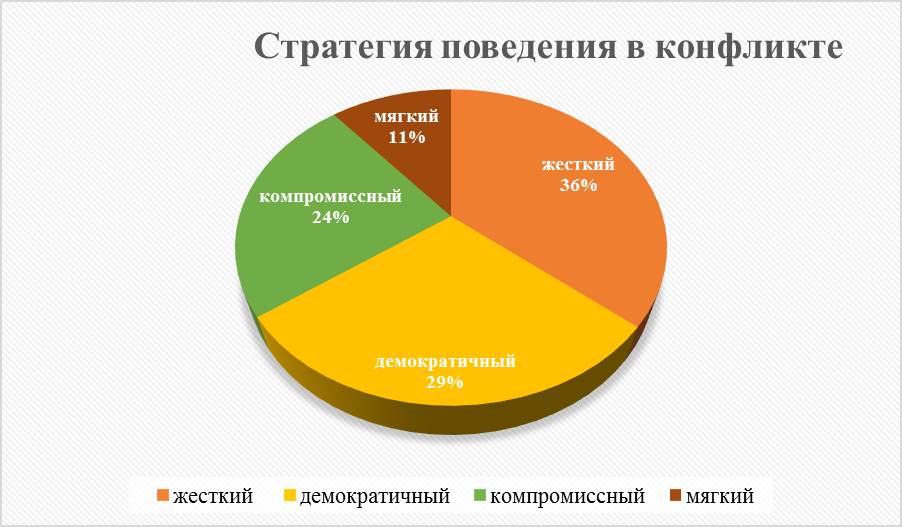 Стратегия поведения в конфликте
мягкий
11%
жесткий
36%
компромиссный
24%
демократичный
29%
жесткий демократичный компромиссный мягкий